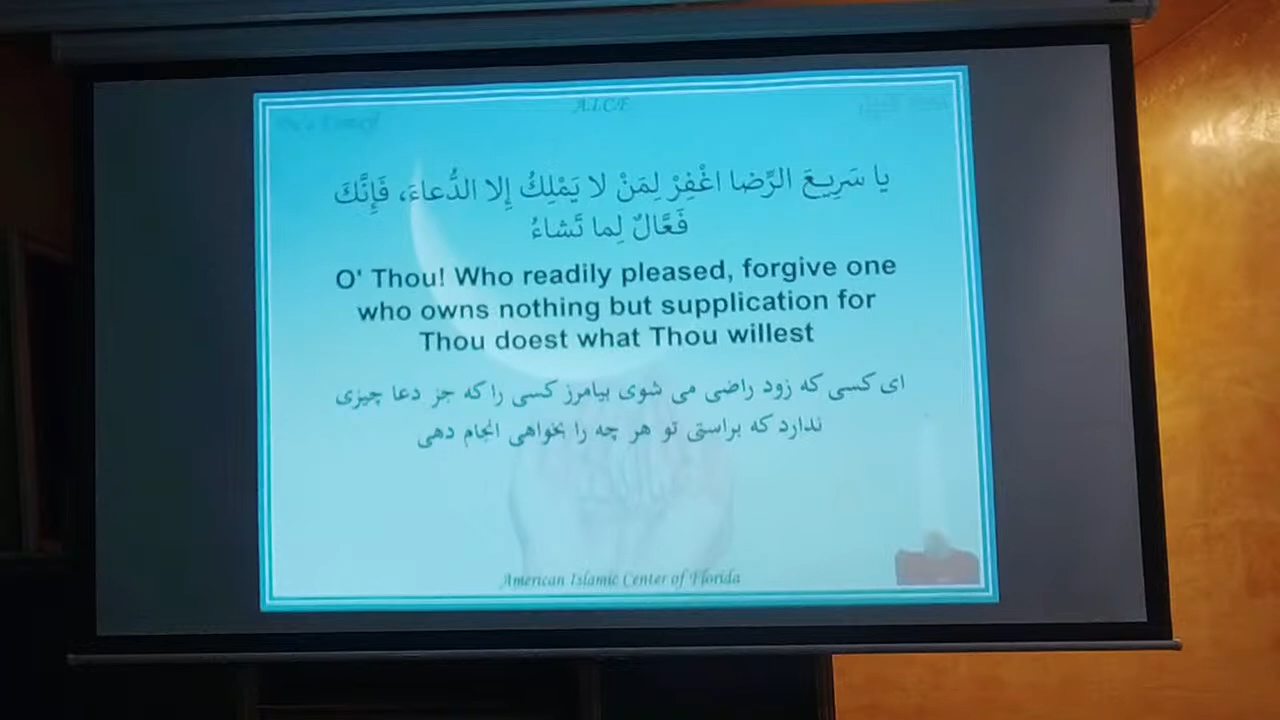 A.I.C.F
يا سَرِيعَ الرِّضا اغْفِرْ لِمَنْ لا يَمْلِكُ إِلا الدُّعاءَ، فَإِنَّكَ
فَعَّالٌ لِما تَشاءُ
O' Thou! Who readily pleased, forgive one
who owns nothing but supplication for
Thou doest what Thou willest
ای کسی که زود راضی می شوی بیامرز کسی را که جز دعا چیزی
ندارد که براستی تو هر چه را بخواهی انجام دهی
American Islamic Center of Florida